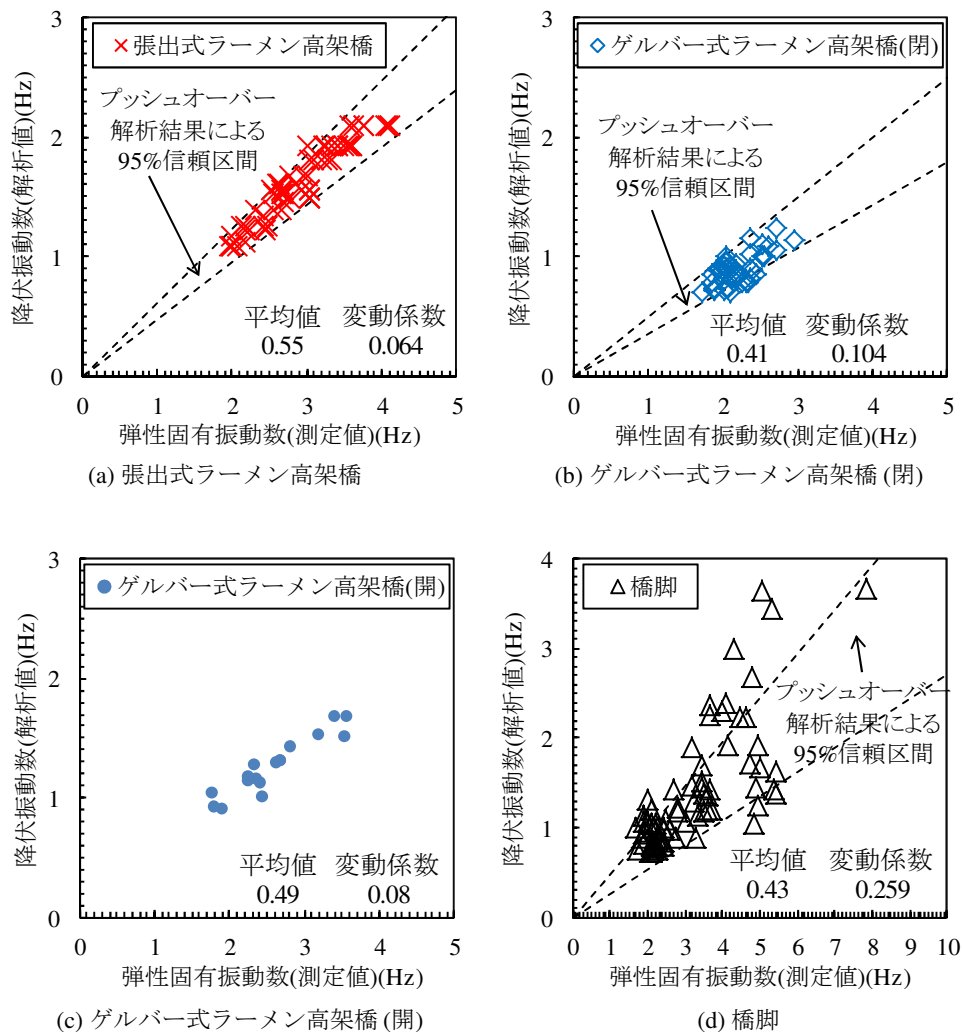 3
2
1
0
降伏振動数(解析値)(Hz)
×張出式ラーメン高架橋
プッシュオーバー
解析結果による
95%信頼区間
平均値 変動係数
0.55 0.064
0 1 2 3 4 5
弾性固有振動数(測定値)(Hz)
(a) 張出式ラーメン高架橋
3
2
1
0
降伏振動数(解析値)(Hz)
◇ゲルバー式ラーメン高架橋(閉)
プッシュオーバー
解析結果による
95%信頼区間
平均値 変動係数
0.41 0.104
0 1 2 3 4 5
弾性固有振動数(測定値)(Hz)
(b) ゲルバー式ラーメン高架橋 (閉)
3
2
1
0
降伏振動数(解析値)(Hz)
●ゲルバー式ラーメン高架橋(開)
平均値 変動係数
0.49 0.08
0 1 2 3 4 5
弾性固有振動数(測定値)(Hz)
(c) ゲルバー式ラーメン高架橋 (開)
4
3
2
1
0
降伏振動数(解析値)(Hz)
△橋脚
プッシュオーバー
解析結果による
95%信頼区間
平均値 変動係数
0.43 0.259
0 1 2 3 4 5 6 7 8 9 10
弾性固有振動数(測定値)(Hz)
(d) 橋脚